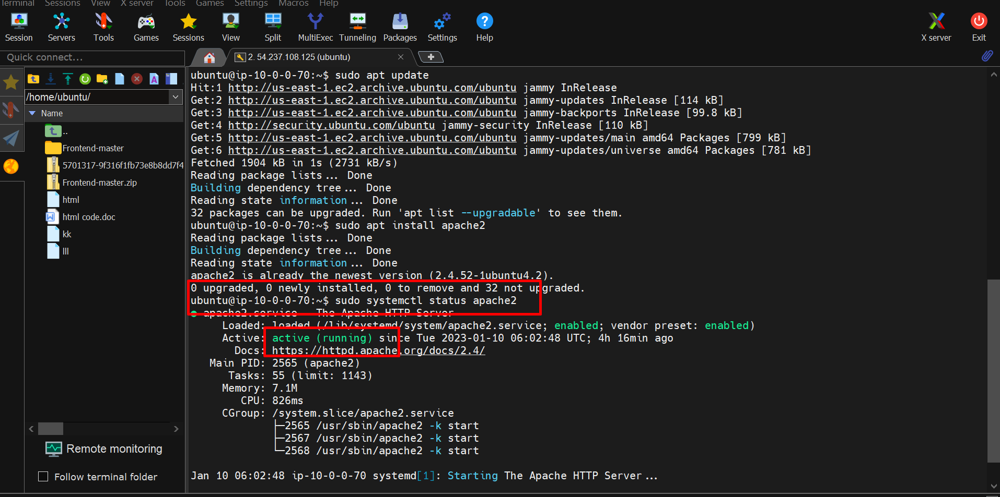 Terminal Sessions View X server Tools Games Settings Macros Help
Session Servers Tools Games Sessions View Split MultiExec Tunneling Packages Settings Help X server Exit
Quick connect...
2. 54.237.108.125 (ubuntu)
/home/ubuntu/
Name
..
Frontend-master
5701317-9f316f1fb73e8b8dd7f4
Frontend-master.zip
html
html code.doc
kk
lll
Remote monitoring
Follow terminal folder
ubuntu@ip-10-0-0-70:~$ sudo apt update
Hit:1 http://us-east-1.ec2.archive.ubuntu.com/ubuntu jammy InRelease
Get:2 http://us-east-1.ec2.archive.ubuntu.com/ubuntu jammy-updates InRelease [114 kB]
Get:3 http://us-east-1.ec2.archive.ubuntu.com/ubuntu jammy-backports InRelease [99.8 kB]
Get:4 http://security.ubuntu.com/ubuntu jammy-security InRelease [110 kB]
Get:5 http://us-east-1.ec2.archive.ubuntu.com/ubuntu jammy-updates/main amd64 Packages [799 kB]
Get:6 http://us-east-1.ec2.archive.ubuntu.com/ubuntu jammy-updates/universe amd64 Packages [781 kB]
Fetched 1904 kB in 1s (2731 kB/s)
Reading package lists... Done
Building dependency tree... Done
Reading state information... Done
32 packages can be upgraded. Run 'apt list --upgradable' to see them.
ubuntu@ip-10-0-0-70:~$ sudo apt install apache2
Reading package lists... Done
Building dependency tree... Done
Reading state information... Done
apache2 is already the newest version (2.4.52-1ubuntu4.2).
0 upgraded, 0 newly installed, 0 to remove and 32 not upgraded.
ubuntu@ip-10-0-0-70:~$ sudo systemctl status apache2
● apache2.service - The Apache HTTP Server
Loaded: loaded (/lib/systemd/system/apache2.service; enabled; vendor preset: enabled)
Active: active (running) since Tue 2023-01-10 06:02:48 UTC; 4h 16min ago
Docs: https://httpd.apache.org/docs/2.4/
Main PID: 2565 (apache2)
Tasks: 55 (limit: 1143)
Memory: 7.1M
CPU: 826ms
CGroup: /system.slice/apache2.service
├─2565 /usr/sbin/apache2 -k start
├─2567 /usr/sbin/apache2 -k start
└─2568 /usr/sbin/apache2 -k start
Jan 10 06:02:48 ip-10-0-0-70 systemd[1]: Starting The Apache HTTP Server...